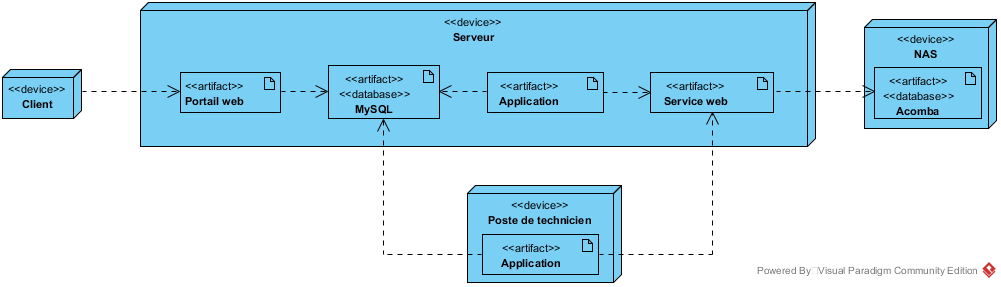 <<device>>
Client
<<device>>
Serveur
<<artifact>>
Portail web
<<artifact>>
<<database>>
MySQL
<<artifact>>
Application
<<artifact>>
Service web
<<device>>
NAS
<<artifact>>
<<database>>
Acomba
<<device>>
Poste de technicien
<<artifact>>
Application
Powered By Visual Paradigm Community Edition